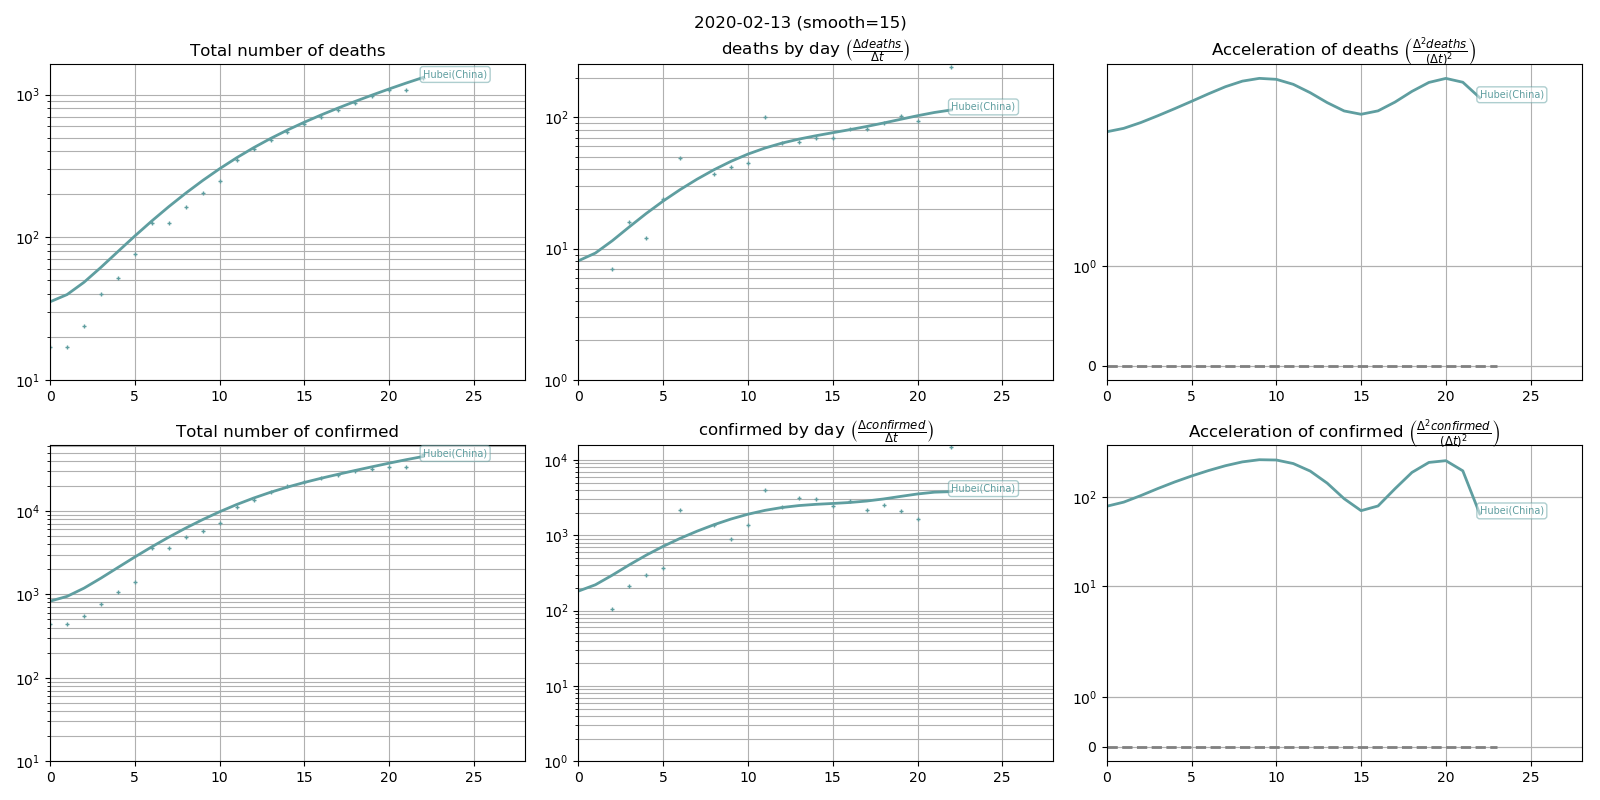 2020-02-13 (smooth=15)
Total number of deaths
deaths by day (Δdeaths/Δt)
Acceleration of deaths (Δ²deaths/(Δt)²)
10³
10²
10¹
0 5 10 15 20 25
Hubei(China)
10²
10¹
10⁰
0 5 10 15 20 25
Hubei(China)
10⁰
0
0 5 10 15 20 25
Hubei(China)
Total number of confirmed
confirmed by day (Δconfirmed/Δt)
Acceleration of confirmed (Δ²confirmed/(Δt)²)
10⁴
10³
10²
10¹
0 5 10 15 20 25
Hubei(China)
10⁴
10³
10²
10¹
10⁰
0 5 10 15 20 25
Hubei(China)
10²
10¹
10⁰
0
0 5 10 15 20 25
Hubei(China)